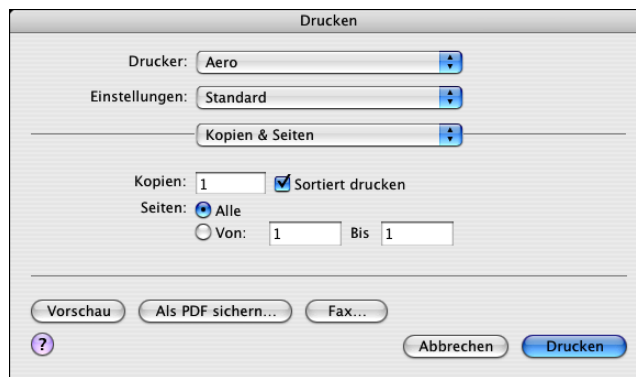 Drucken
Drucker: Aero
Einstellungen: Standard
Kopien & Seiten
Kopien: 1 Sortiert drucken
Seiten: Alle
Von: 1 Bis 1
Vorschau Als PDF sichern... Fax...
? Abbrechen Drucken